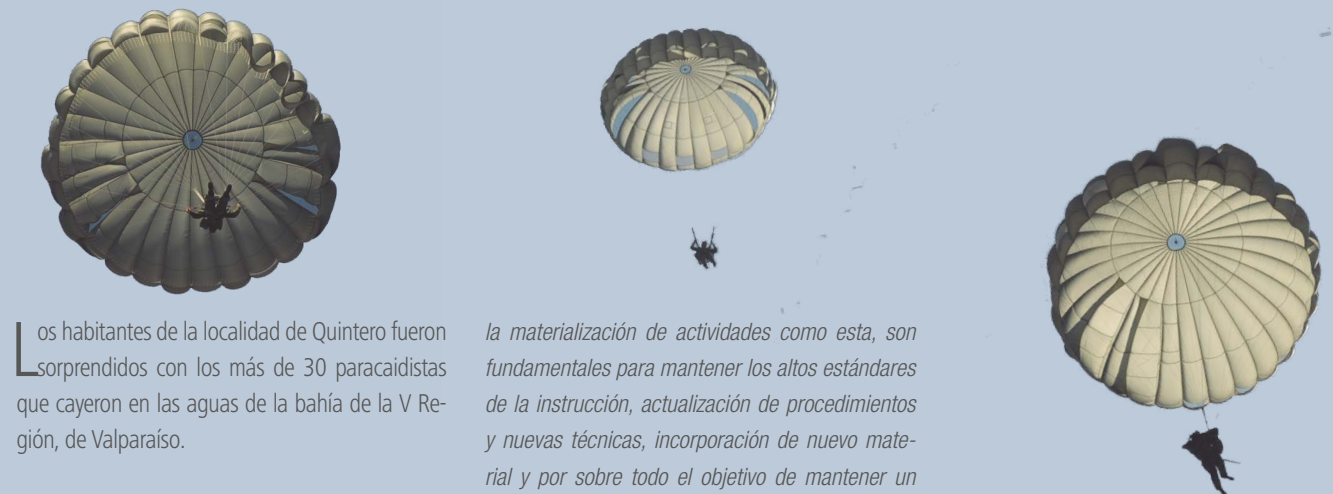 Los habitantes de la localidad de Quintero fueron
sorprendidos con los más de 30 paracaidistas
que cayeron en las aguas de la bahía de la V Re-
gión, de Valparaíso.
la materialización de actividades como esta, son
fundamentales para mantener los altos estándares
de la instrucción, actualización de procedimientos
y nuevas técnicas, incorporación de nuevo mate-
rial y por sobre todo el objetivo de mantener un